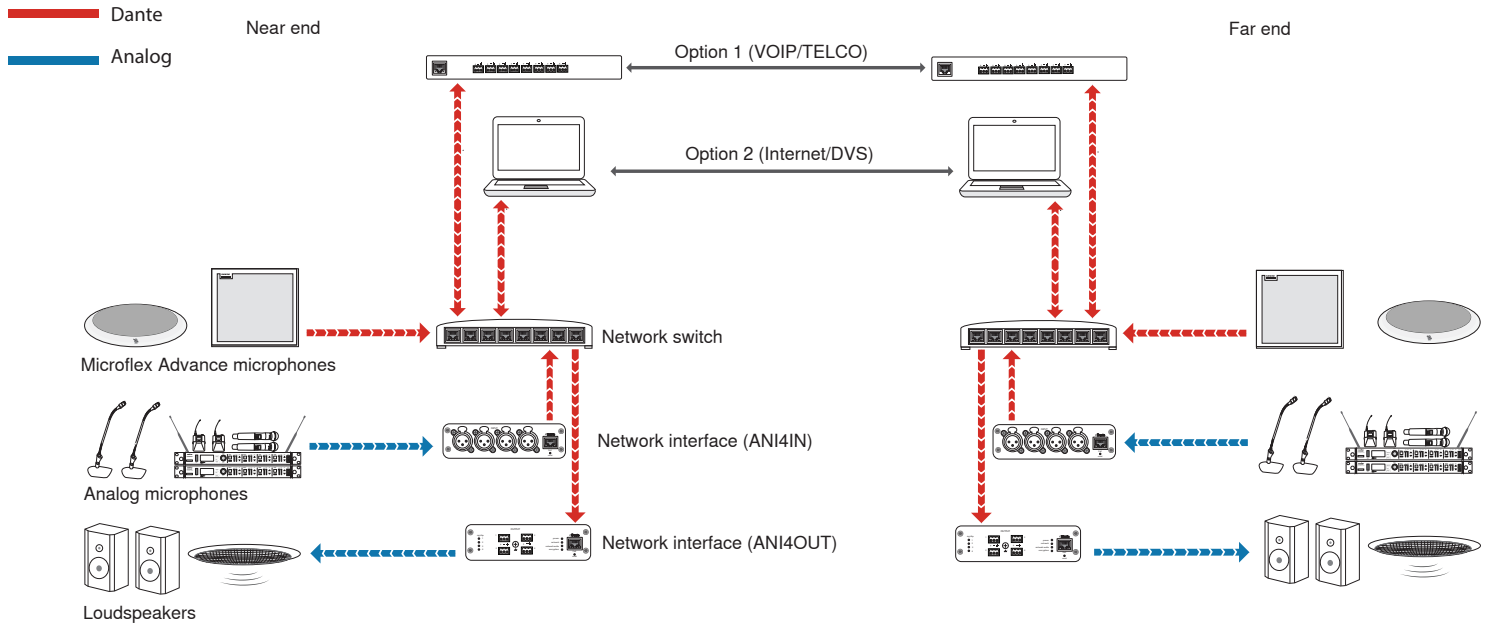 Dante
Near end
Far end
Analog
Option 1 (VOIP/TELCO)
Option 2 (Internet/DVS)
Network switch
Microflex Advance microphones
Network interface (ANI4IN)
Analog microphones
Network interface (ANI4OUT)
Loudspeakers